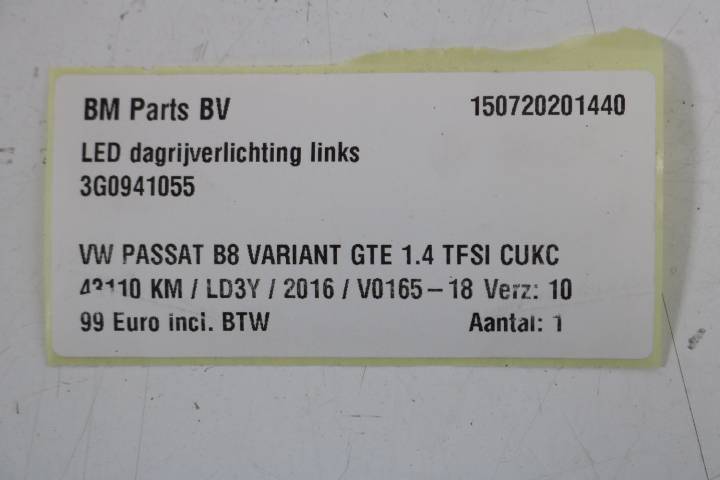 BM Parts BV 150720201440
LED dagrijverlichting links
3G0941055
VW PASSAT B8 VARIANT GTE 1.4 TFSI CUKC
43110 KM / LD3Y / 2016 / V0165-18 Verz: 10
99 Euro incl. BTW Aantal: 1